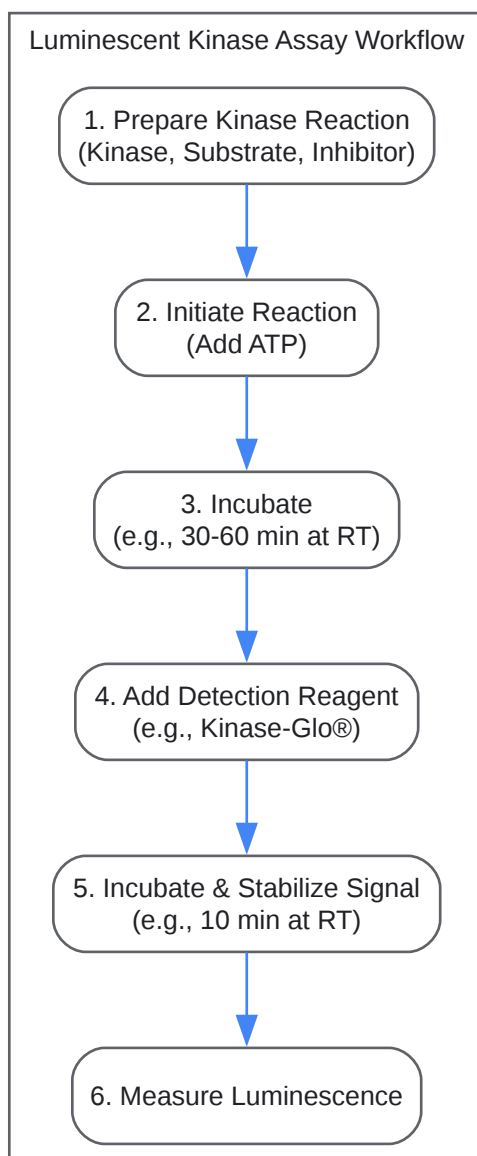 Luminescent Kinase Assay Workflow
1. Prepare Kinase Reaction
(Kinase, Substrate, Inhibitor)
2. Initiate Reaction
(Add ATP)
3. Incubate
(e.g., 30-60 min at RT)
4. Add Detection Reagent
(e.g., Kinase-Glo®)
5. Incubate & Stabilize Signal
(e.g., 10 min at RT)
6. Measure Luminescence